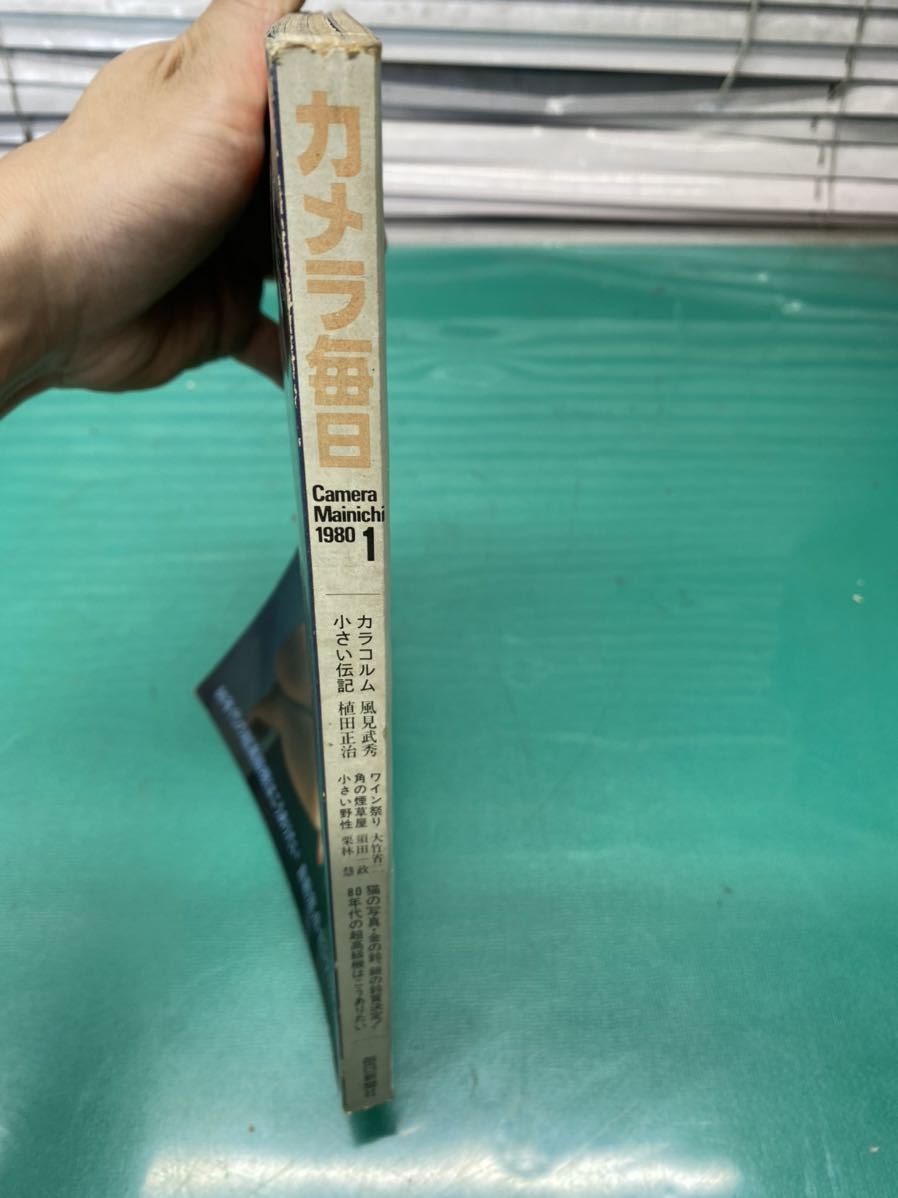 カメラ毎日
Camera
Mainichi
1980 1
カラコルム 風見武秀
小さい伝記 植田正治
ワイン祭り 大竹省二
角の煙草屋 須田一政
小さい野性 栗林 慧
猫の写真・金の鈴、銀の鈴賞決定!
80年代の超高級機はこうありたい
毎日新聞社